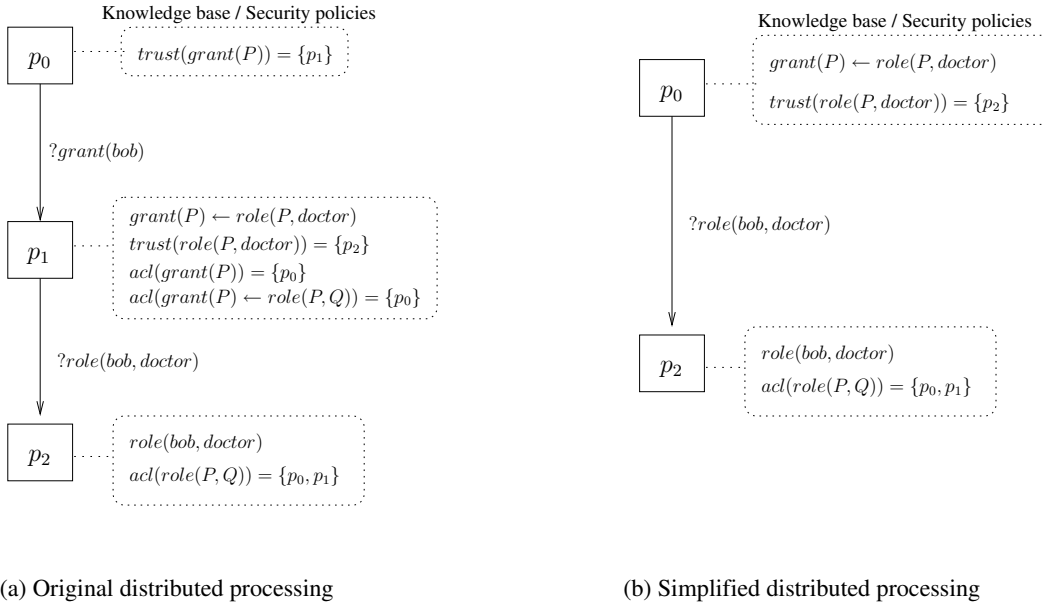 Knowledge base / Security policies
p₀
trust(grant(P)) = {p₁}
?grant(bob)
p₁
grant(P) ← role(P, doctor)
trust(role(P, doctor)) = {p₂}
acl(grant(P)) = {p₀}
acl(grant(P) ← role(P, Q)) = {p₀}
?role(bob, doctor)
p₂
role(bob, doctor)
acl(role(P, Q)) = {p₀, p₁}
(a) Original distributed processing
Knowledge base / Security policies
p₀
grant(P) ← role(P, doctor)
trust(role(P, doctor)) = {p₂}
?role(bob, doctor)
p₂
role(bob, doctor)
acl(role(P, Q)) = {p₀, p₁}
(b) Simplified distributed processing